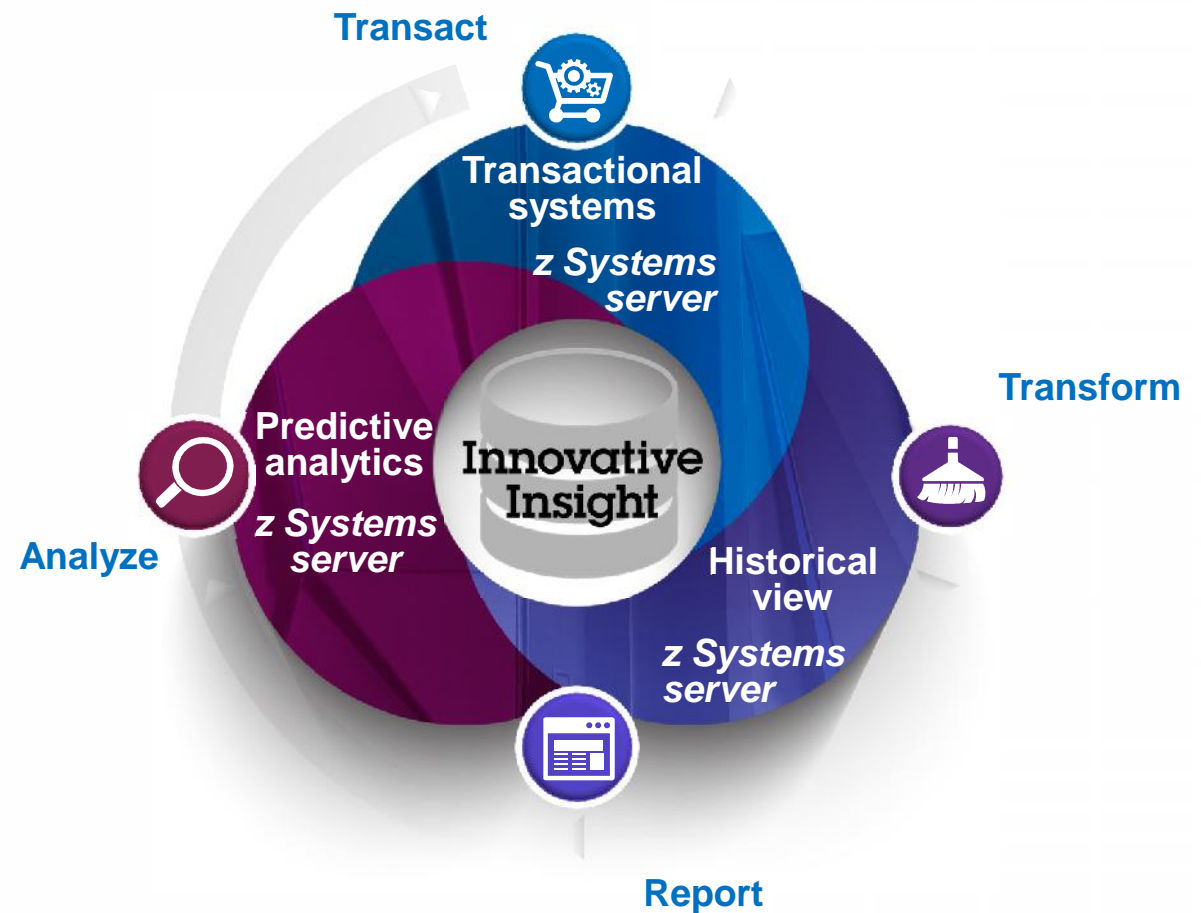 Transact
Transactional
systems
z Systems
server
Transform
Predictive
analytics
z Systems
server
Innovative
Insight
Analyze
Historical
view
z Systems
server
Report